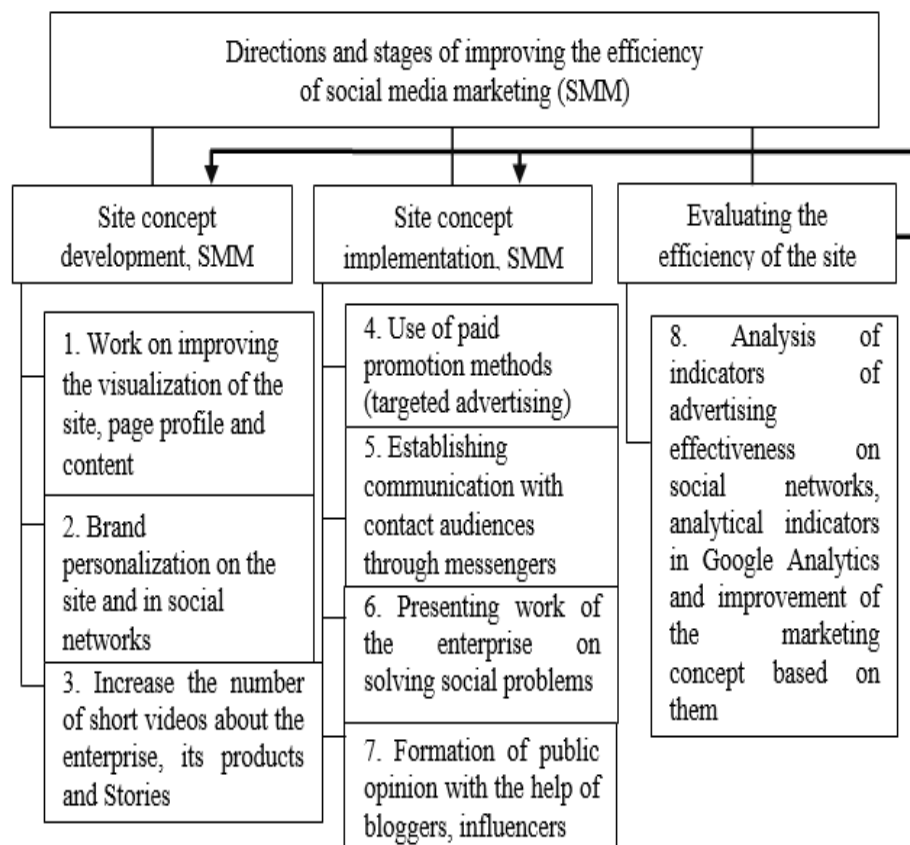 Directions and stages of improving the efficiency
of social media marketing (SMM)
Site concept
development, SMM
Site concept
implementation, SMM
Evaluating the
efficiency of the site
1. Work on improving
the visualization of the
site, page profile and
content
2. Brand
personalization on the
site and in social
networks
3. Increase the number
of short videos about the
enterprise, its products
and Stories
4. Use of paid
promotion methods
(targeted advertising)
5. Establishing
communication with
contact audiences
through messengers
6. Presenting work of
the enterprise on
solving social problems
7. Formation of public
opinion with the help of
bloggers, influencers
8. Analysis of
indicators of
advertising
effectiveness on
social networks,
analytical indicators
in Google Analytics
and improvement of
the marketing
concept based on
them